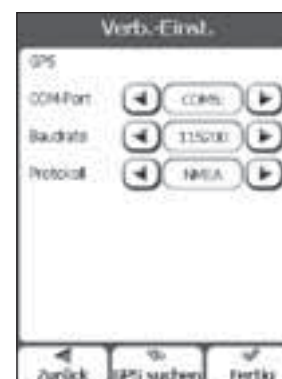 Verb.-Einst.
GPS
COM-Port COM5:
Baudrate 115200
Protokoll NMEA
Zurück GPS suchen Fertig